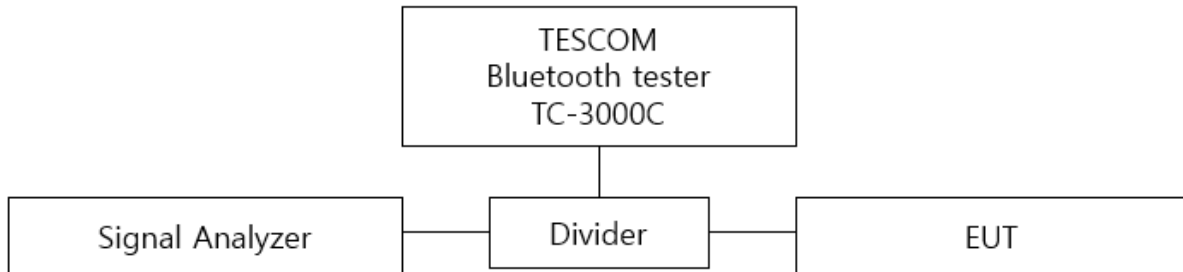 TESCOM
Bluetooth tester
TC-3000C
Signal Analyzer
Divider
EUT